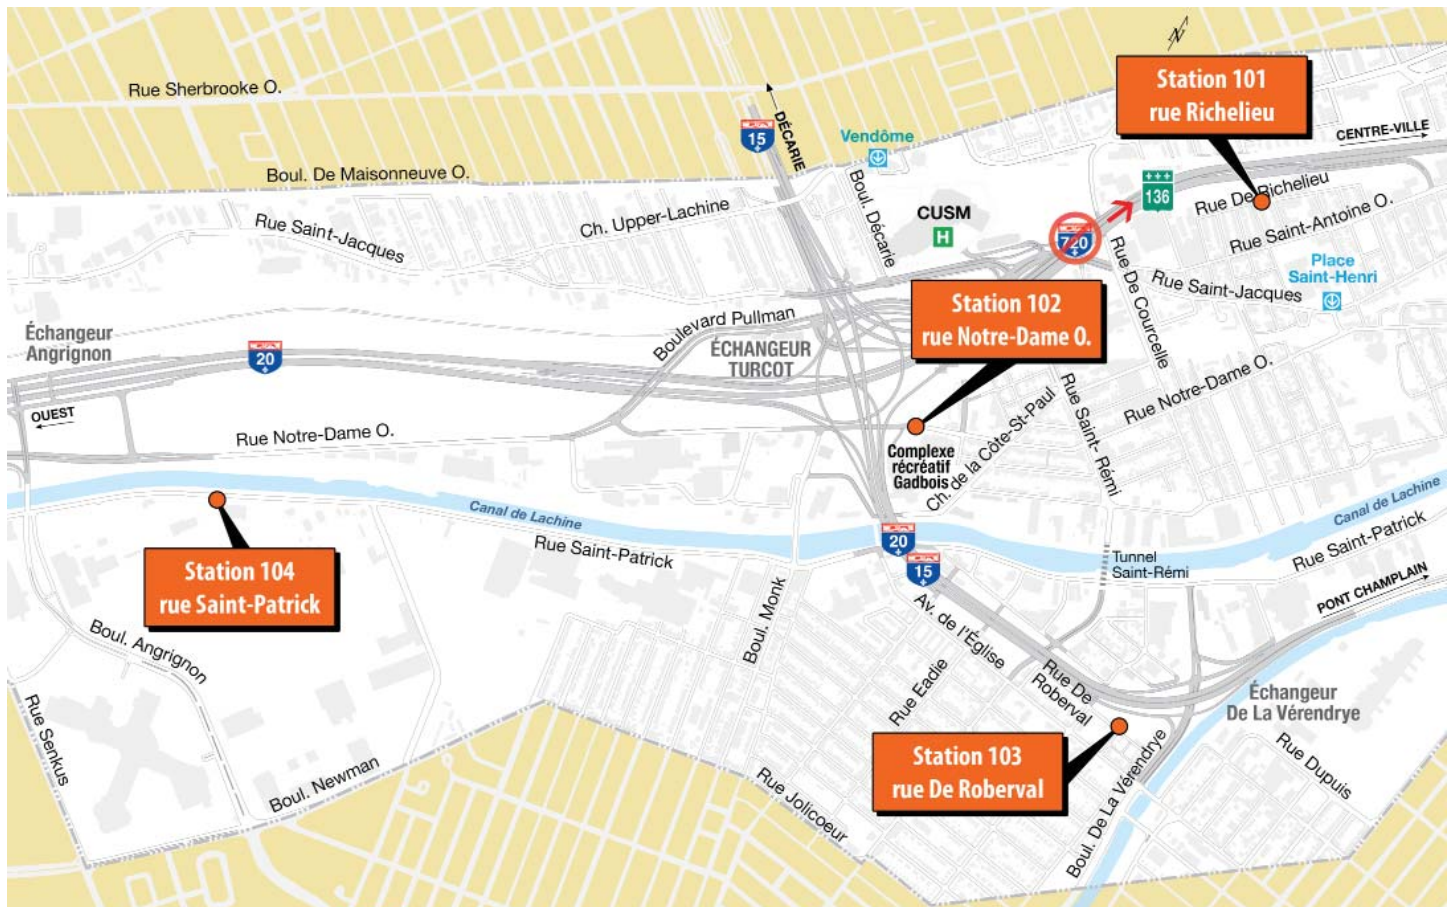 N
Station 101
rue Richelieu
Rue Sherbrooke O.
CENTRE-VILLE
15
DÉCARIE
Vendôme
Boul. De Maisonneuve O.
136
Rue De Richelieu
Boul. Décarie
Ch. Upper-Lachine
CUSM
H
Rue Saint-Jacques
720
Rue Saint-Antoine O.
Rue De Courcelle
Place
Saint-Henri
Rue Saint-Jacques
Station 102
rue Notre-Dame O.
Boulevard Pullman
Échangeur
Angrignon
20
ÉCHANGEUR
TURCOT
OUEST
Rue Notre-Dame O.
Rue Notre-Dame O.
Rue Saint-Rémi
Complexe
récréatif
Gadbois
Ch. de la Côte-St-Paul
Canal de Lachine
Canal de Lachine
Rue Saint-Patrick
20
15
Rue Saint-Patrick
Tunnel
Saint-Rémi
Station 104
rue Saint-Patrick
PONT CHAMPLAIN
Boul. Monk
Av. de l'Église
Boul. Angrignon
Rue Eadie
Rue De
Roberval
Échangeur
De La Vérendrye
Rue Senkus
Station 103
rue De Roberval
Boul. Newman
Rue Jolicoeur
Boul. De La Vérendrye
Rue Dupuis